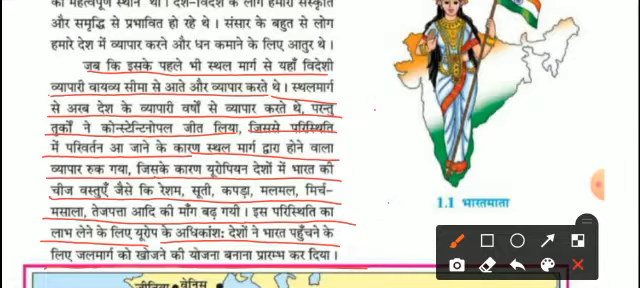 का महत्वपूर्ण स्थान था । देश-विदेश के लोग हमारी संस्कृति
और समृद्धि से प्रभावित हो रहे थे । संसार के बहुत से लोग
हमारे देश में व्यापार करने और धन कमाने के लिए आतुर थे ।
जब कि इसके पहले भी स्थल मार्ग से यहाँ विदेशी
व्यापारी वायव्य सीमा से आते और व्यापार करते थे । स्थलमार्ग
से अरब देश के व्यापारी वर्षों से व्यापार करते थे, परन्तु
तुर्कों ने कोन्स्टेन्टिनोपल जीत लिया, जिससे परिस्थिति
में परिवर्तन आ जाने के कारण स्थल मार्ग द्वारा होने वाला
व्यापार रुक गया, जिसके कारण यूरोपियन देशों में भारत की
चीज वस्तुएँ जैसे कि रेशम, सूती, कपड़ा, मलमल, मिर्च-
मसाला, तेजपत्ता आदि की माँग बढ़ गयी । इस परिस्थिति का
लाभ लेने के लिए यूरोप के अधिकांश: देशों ने भारत पहुँचने के
लिए जलमार्ग को खोजने की योजना बनाना प्रारम्भ कर दिया ।
1.1 भारतमाता
वेनिस